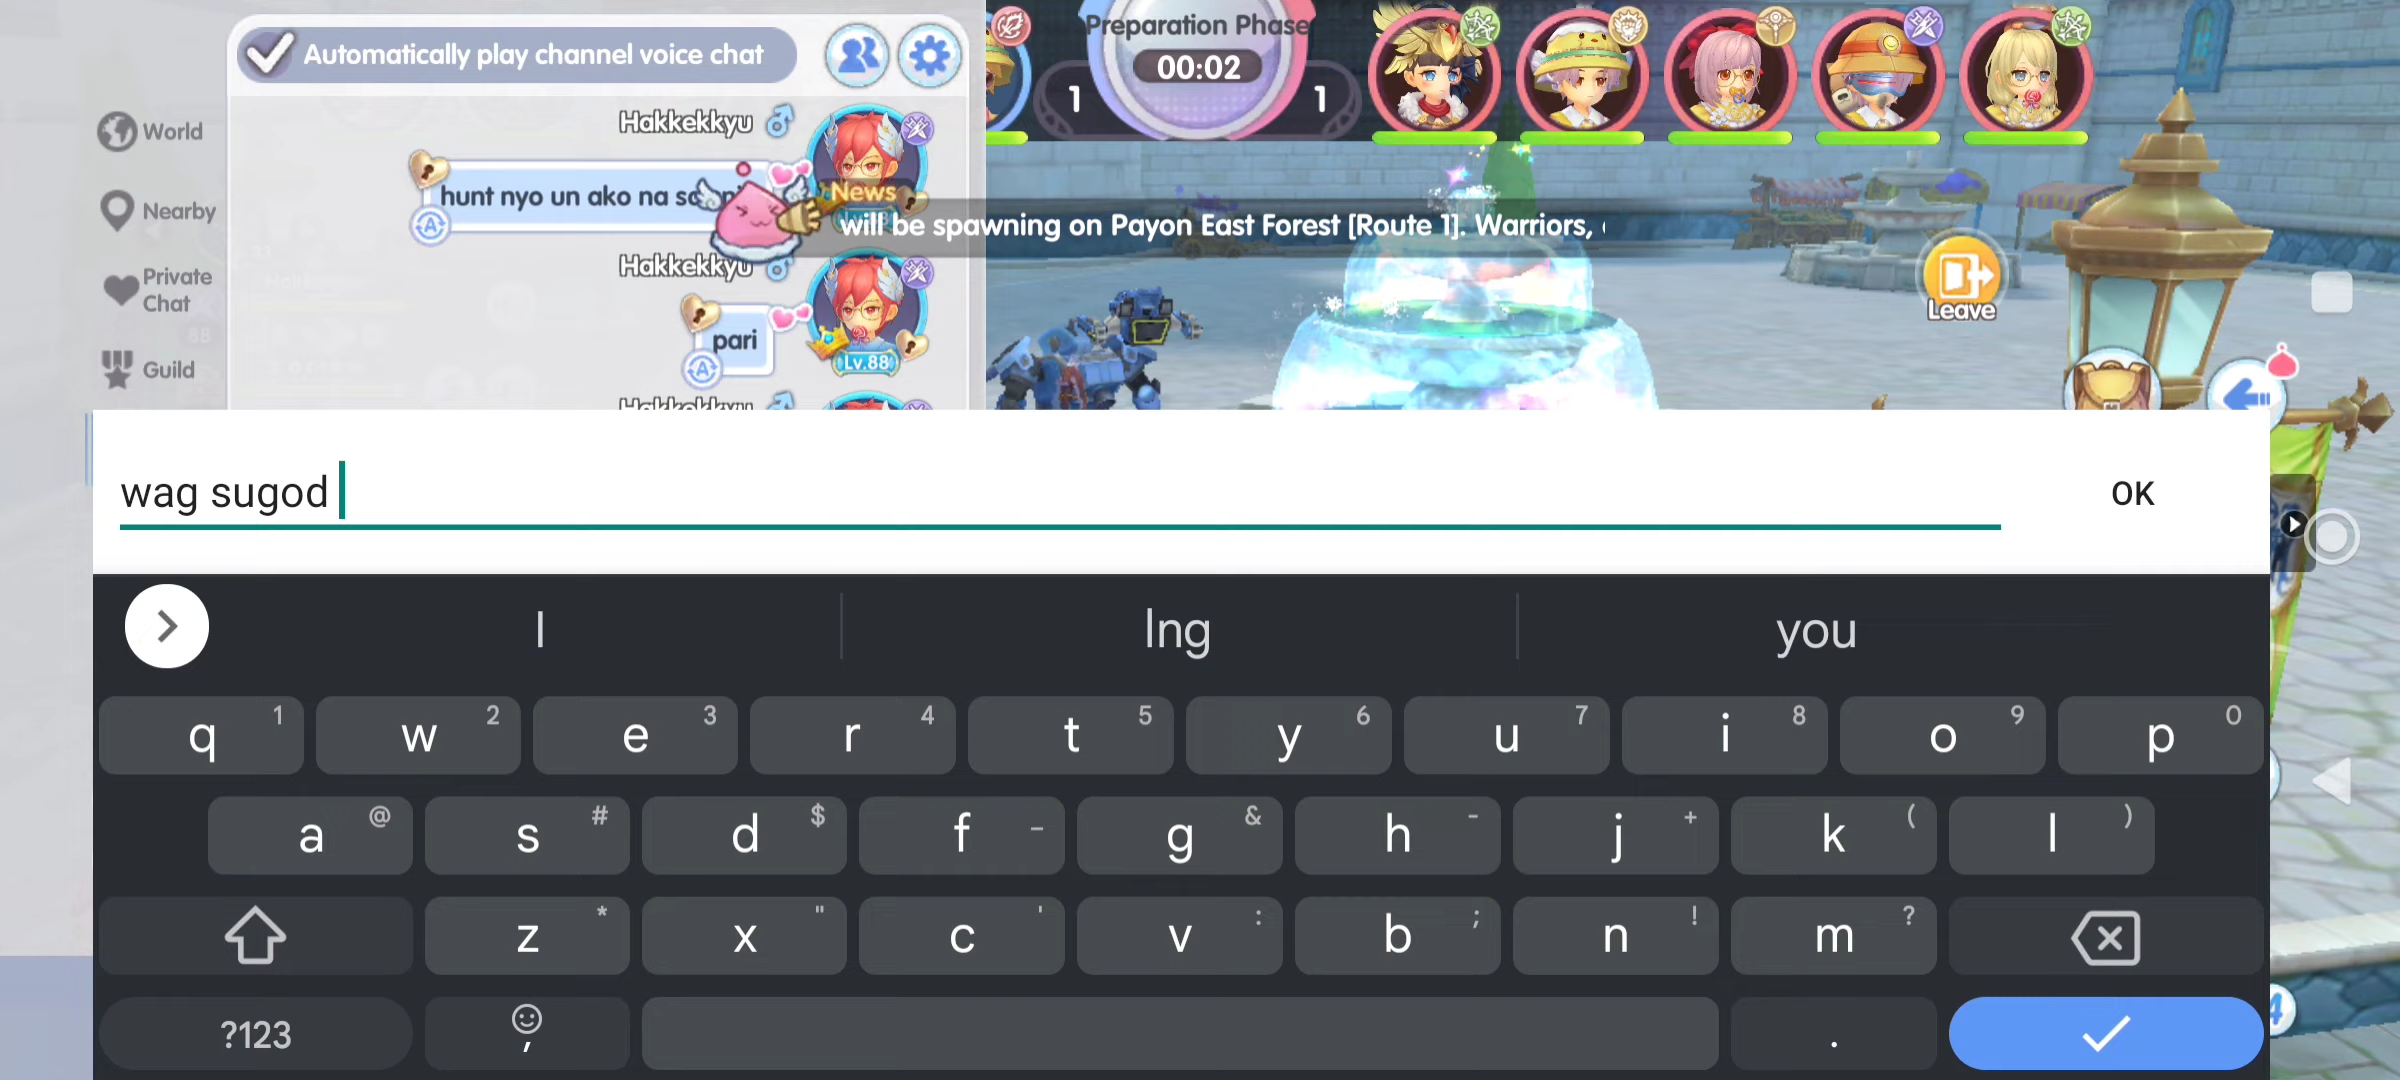 Automatically play channel voice chat
Preparation Phase
00:02
1
1
World
Nearby
Private
Chat
Guild
Hakkekkyu
hunt nyo un ako na
News
will be spawning on Payon East Forest [Route 1]. Warriors,
Hakkekkyu
pari
Lv.88
Leave
wag sugod
OK
I
lng
you
q 1 w 2 e 3 r 4 t 5 y 6 u 7 i 8 o 9 p 0
a @ s # d $ f _ g & h - j + k ( l )
z * x " c ' v : b ; n ! m ?
?123 , .